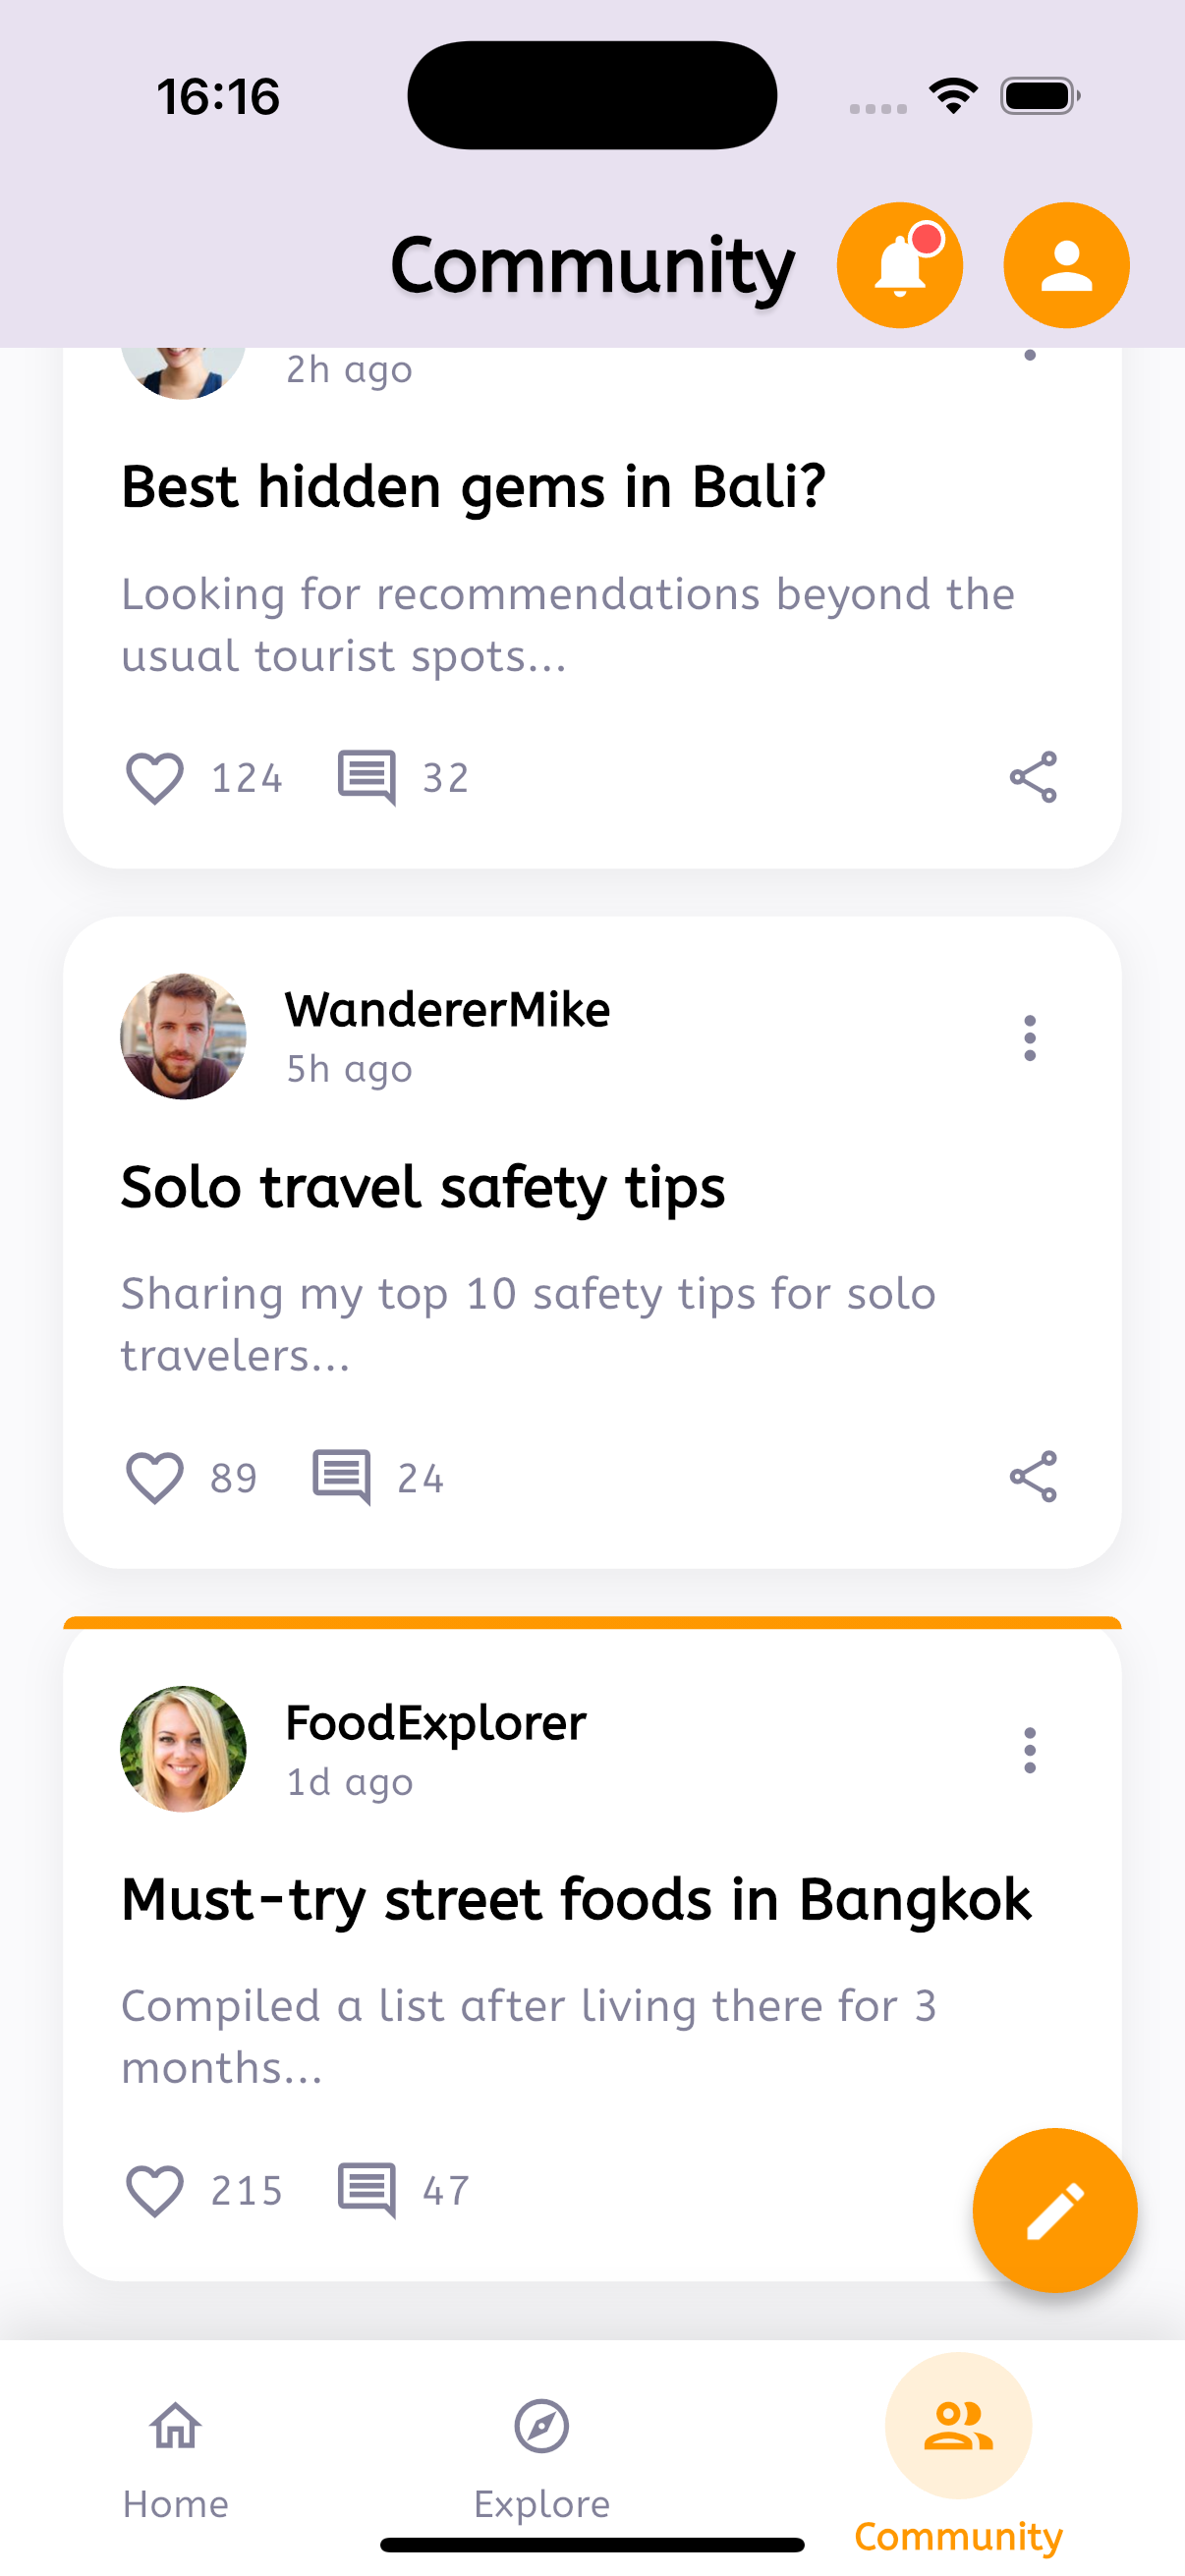 16:16
Community
2h ago
Best hidden gems in Bali?
Looking for recommendations beyond the
usual tourist spots...
124 32
WandererMike
5h ago
Solo travel safety tips
Sharing my top 10 safety tips for solo
travelers...
89 24
FoodExplorer
1d ago
Must-try street foods in Bangkok
Compiled a list after living there for 3
months...
215 47
Home Explore Community